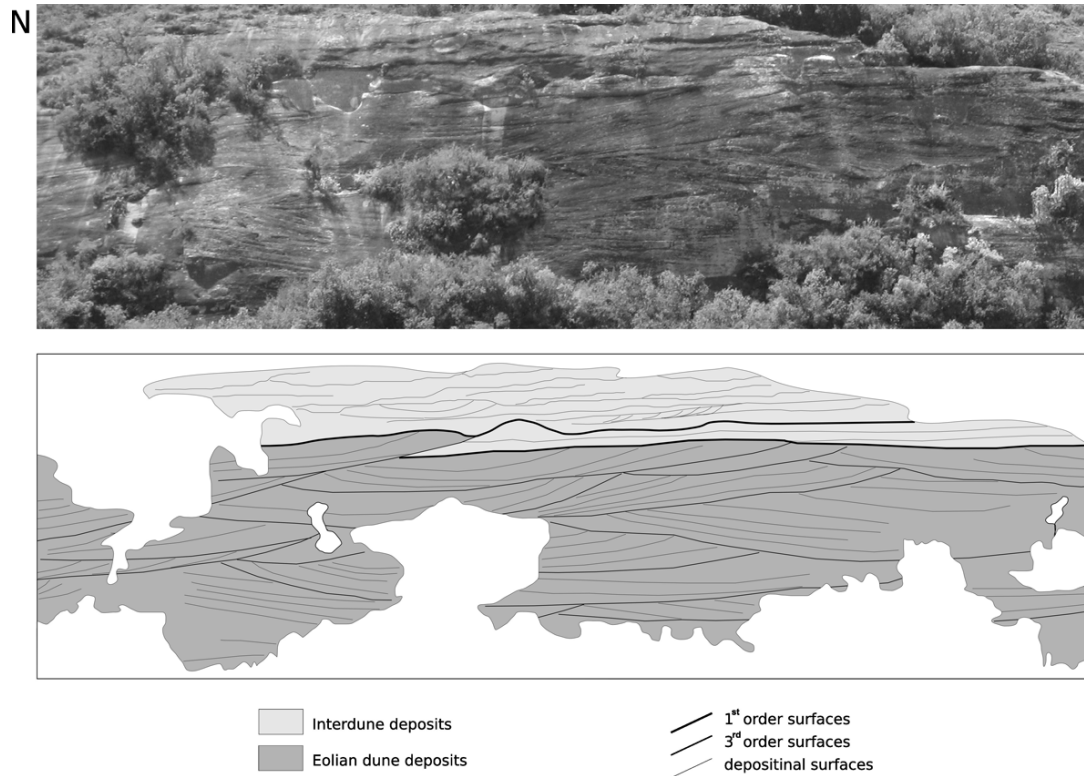 N
Interdune deposits
Eolian dune deposits
1st order surfaces
3rd order surfaces
depositinal surfaces